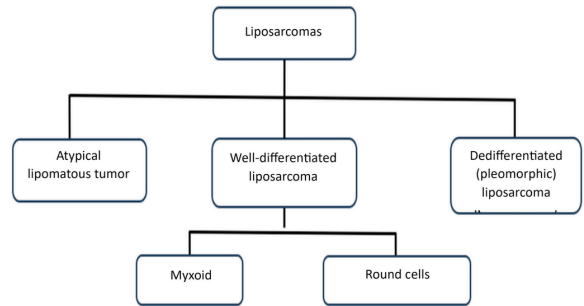 Liposarcomas
Atypical
lipomatous tumor
Well-differentiated
liposarcoma
Dedifferentiated
(pleomorphic)
liposarcoma
Myxoid
Round cells